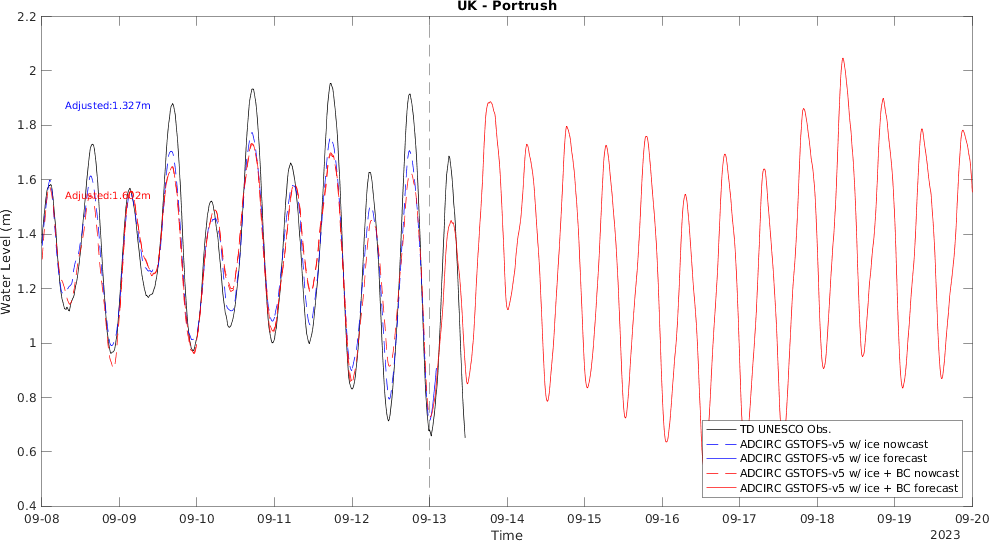 UK - Portrush
Water Level (m)
2.2
2
1.8
1.6
1.4
1.2
1
0.8
0.6
0.4
Adjusted:1.327m
TD UNESCO Obs.
ADCIRC GSTOFS-v5 w/ ice nowcast
ADCIRC GSTOFS-v5 w/ ice forecast
ADCIRC GSTOFS-v5 w/ ice + BC nowcast
ADCIRC GSTOFS-v5 w/ ice + BC forecast
09-08 09-09 09-10 09-11 09-12 09-13 09-14 09-15 09-16 09-17 09-18 09-19 09-20
Time
2023